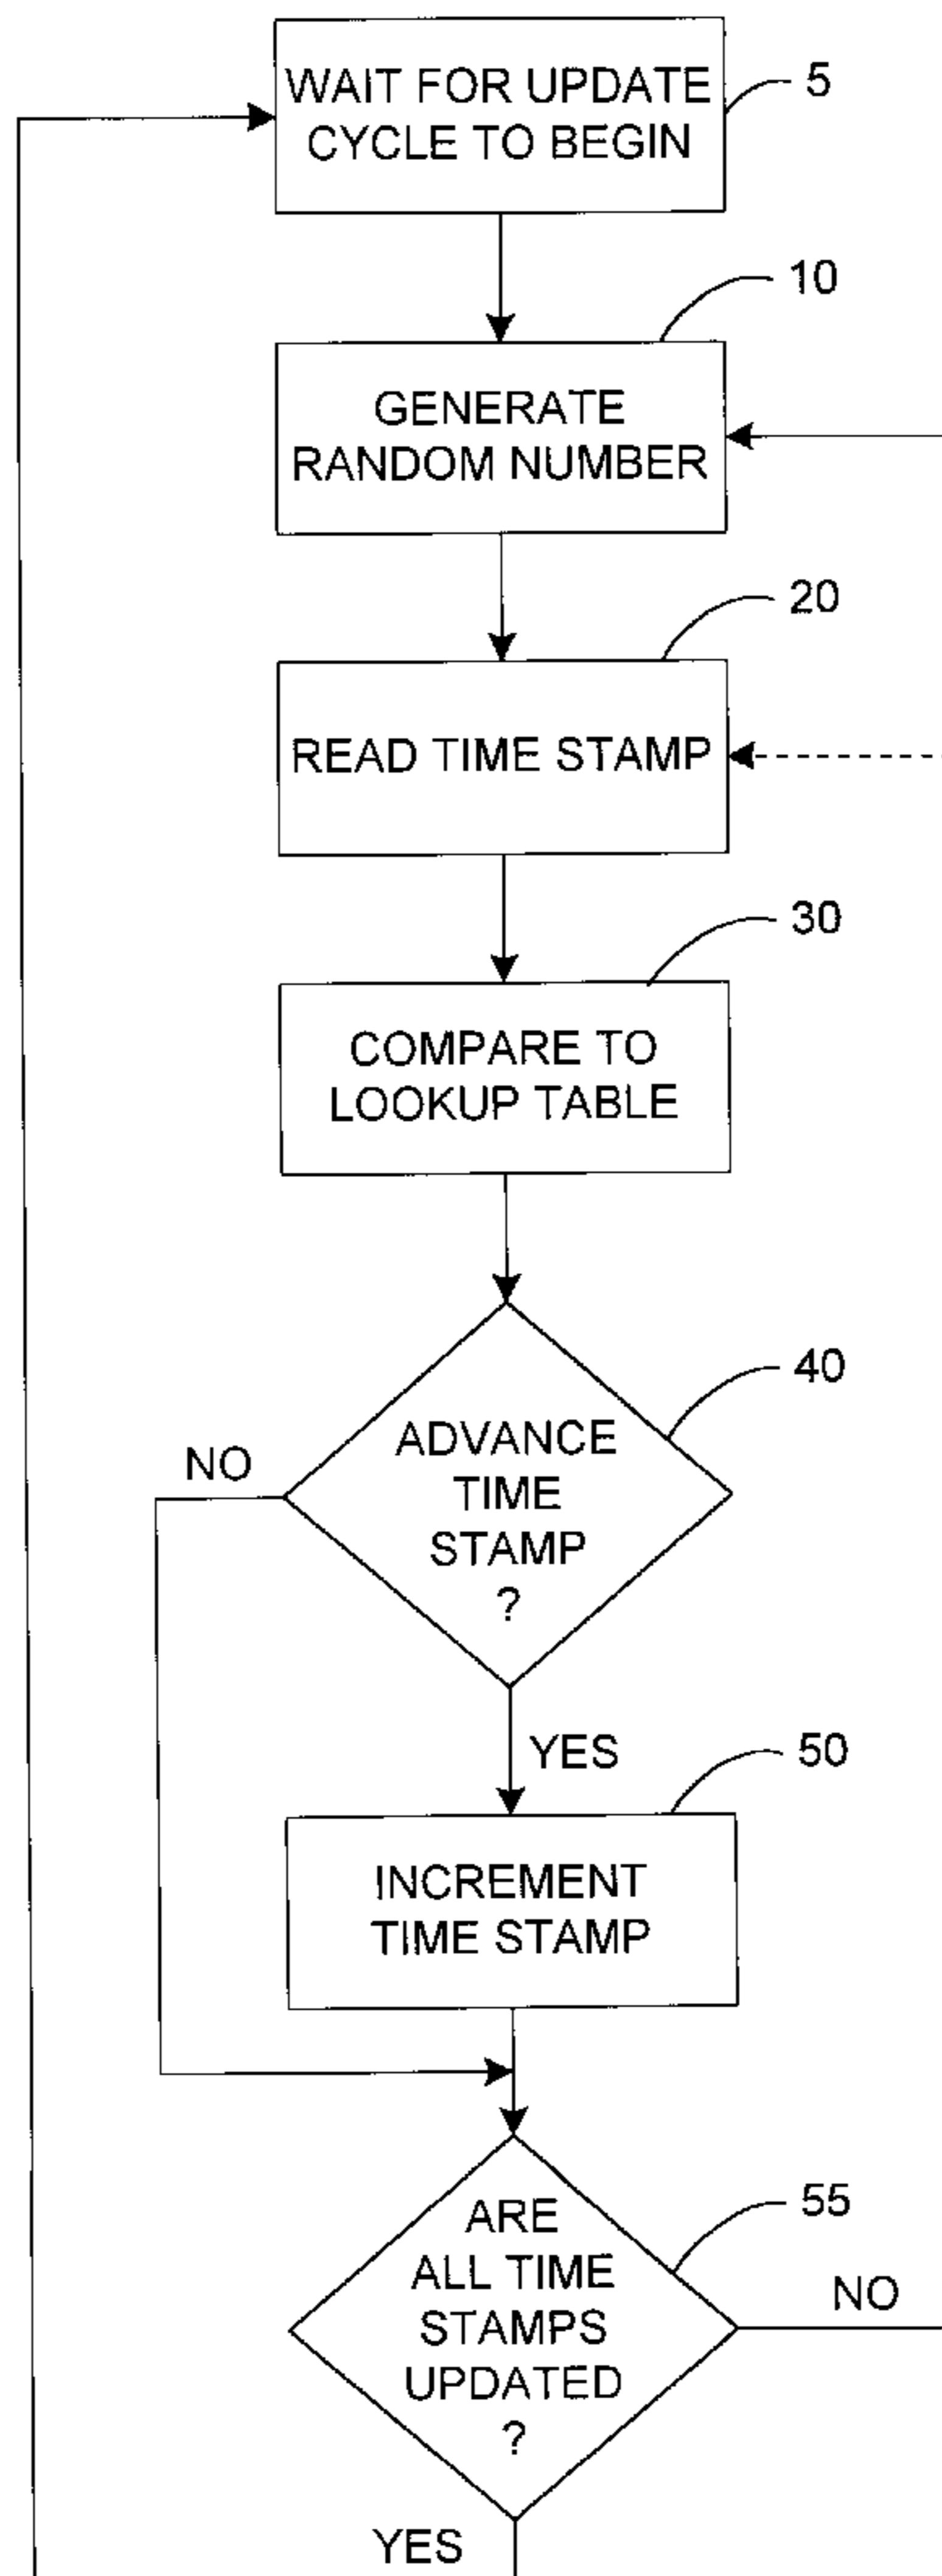 WAIT FOR UPDATE
CYCLE TO BEGIN
5
10
GENERATE
RANDOM NUMBER
20
READ TIME STAMP
30
COMPARE TO
LOOKUP TABLE
40
ADVANCE
TIME
STAMP
?
NO
YES
50
INCREMENT
TIME STAMP
55
ARE
ALL TIME
STAMPS
UPDATED
?
NO
YES